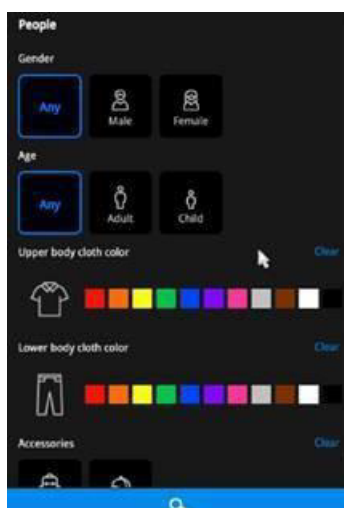 People
Gender
Any
Male
Female
Age
Any
Adult
Child
Upper body cloth color
Clear
Lower body cloth color
Clear
Accessories
Clear